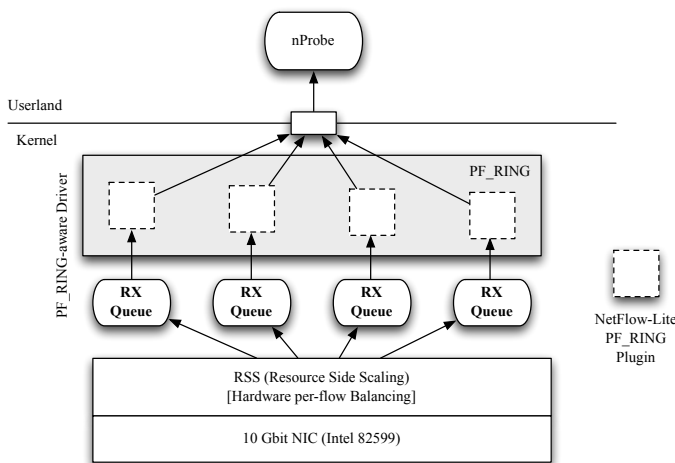 nProbe
Userland
Kernel
PF_RING-aware Driver
PF_RING
RX
Queue
RX
Queue
RX
Queue
RX
Queue
NetFlow-Lite
PF_RING
Plugin
RSS (Resource Side Scaling)
[Hardware per-flow Balancing]
10 Gbit NIC (Intel 82599)